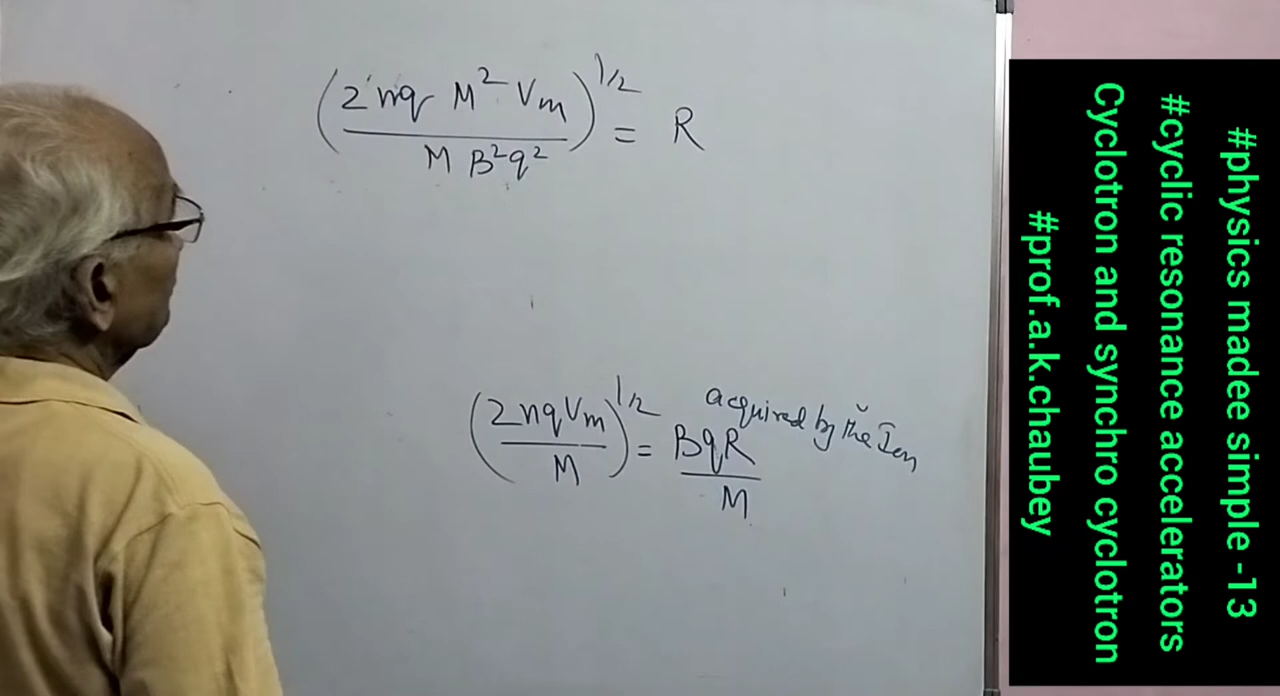 (2nq M² Vm / M B²q²)^1/2 = R
acquired by the Ion
(2nqVm / M)^1/2 = BqR / M
#physics madee simple -13
#cyclic resonance accelerators
Cyclotron and synchro cyclotron
#prof.a.k.chaubey